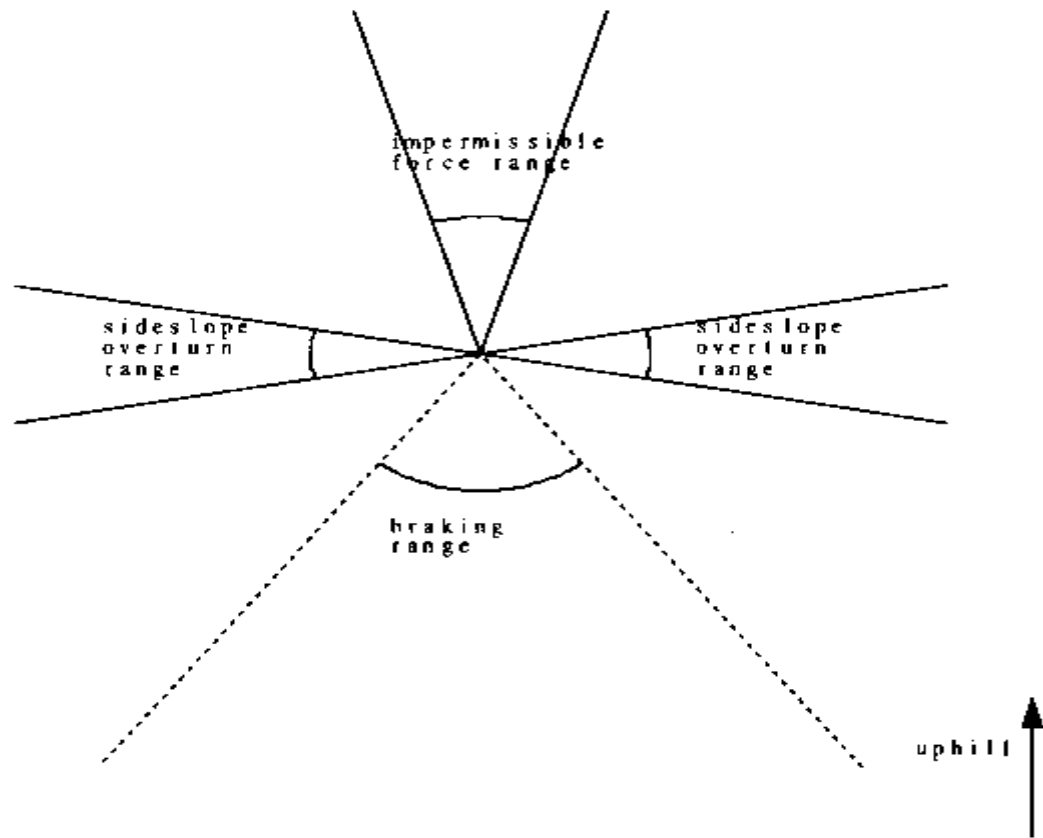 impermissible
force range
sideslope
overturn
range
sideslope
overturn
range
braking
range
uphill